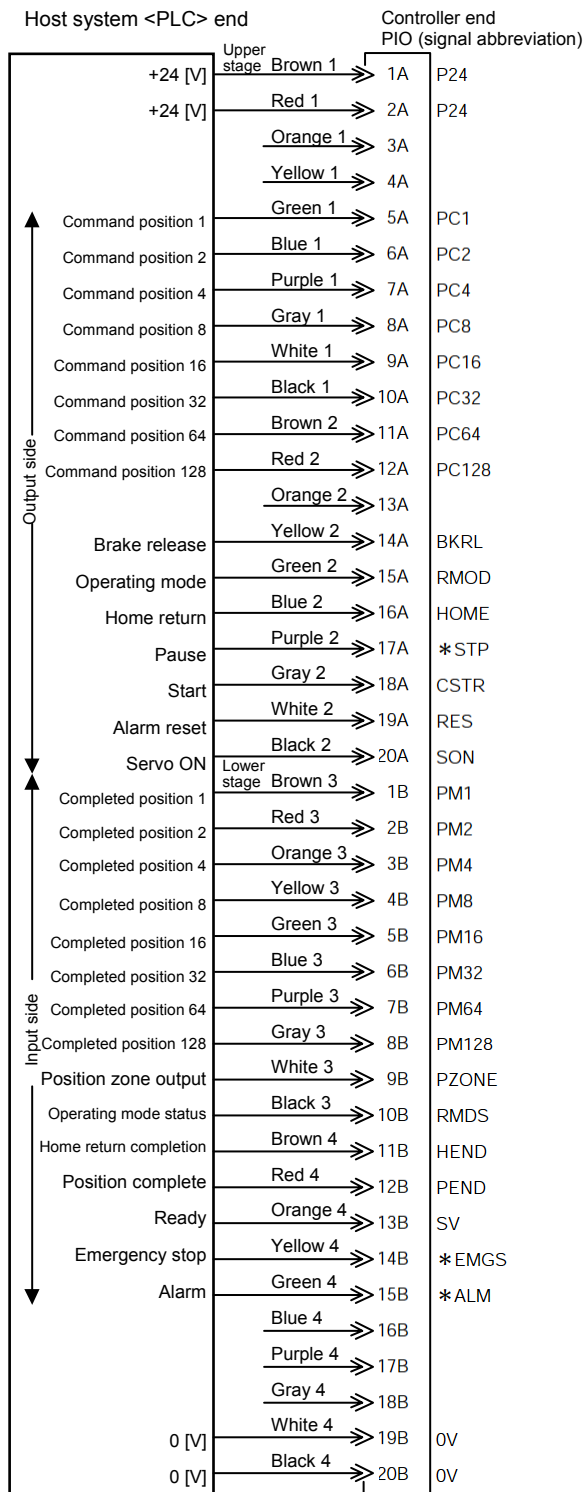 Host system <PLC> end
Controller end
PIO (signal abbreviation)
+24 [V] Upper stage Brown 1 1A P24
+24 [V] Red 1 2A P24
Orange 1 3A
Yellow 1 4A
Output side
Command position 1 Green 1 5A PC1
Command position 2 Blue 1 6A PC2
Command position 4 Purple 1 7A PC4
Command position 8 Gray 1 8A PC8
Command position 16 White 1 9A PC16
Command position 32 Black 1 10A PC32
Command position 64 Brown 2 11A PC64
Command position 128 Red 2 12A PC128
Orange 2 13A
Brake release Yellow 2 14A BKRL
Operating mode Green 2 15A RMOD
Home return Blue 2 16A HOME
Pause Purple 2 17A *STP
Start Gray 2 18A CSTR
Alarm reset White 2 19A RES
Servo ON Black 2 20A SON
Input side
Completed position 1 Lower stage Brown 3 1B PM1
Completed position 2 Red 3 2B PM2
Completed position 4 Orange 3 3B PM4
Completed position 8 Yellow 3 4B PM8
Completed position 16 Green 3 5B PM16
Completed position 32 Blue 3 6B PM32
Completed position 64 Purple 3 7B PM64
Completed position 128 Gray 3 8B PM128
Position zone output White 3 9B PZONE
Operating mode status Black 3 10B RMDS
Home return completion Brown 4 11B HEND
Position complete Red 4 12B PEND
Ready Orange 4 13B SV
Emergency stop Yellow 4 14B *EMGS
Alarm Green 4 15B *ALM
Blue 4 16B
Purple 4 17B
Gray 4 18B
0 [V] White 4 19B 0V
0 [V] Black 4 20B 0V